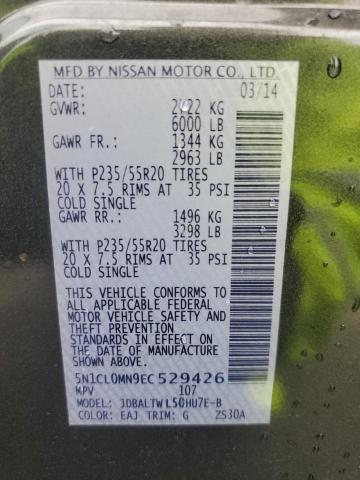 MFD BY NISSAN MOTOR CO., LTD.
DATE: 03/14
GVWR: 2722 KG
6000 LB
GAWR FR.: 1344 KG
2963 LB
WITH P235/55R20 TIRES
20 X 7.5 RIMS AT 35 PSI
COLD SINGLE
GAWR RR.: 1496 KG
3298 LB
WITH P235/55R20 TIRES
20 X 7.5 RIMS AT 35 PSI
COLD SINGLE
THIS VEHICLE CONFORMS TO
ALL APPLICABLE FEDERAL
MOTOR VEHICLE SAFETY AND
THEFT PREVENTION
STANDARDS IN EFFECT ON
THE DATE OF MANUFACTURE
SHOWN ABOVE.
5N1CL0MN9EC529426
MPV 107
MODEL: JDBALTWL50HU7E-B
COLOR: EAJ TRIM: G ZS30A